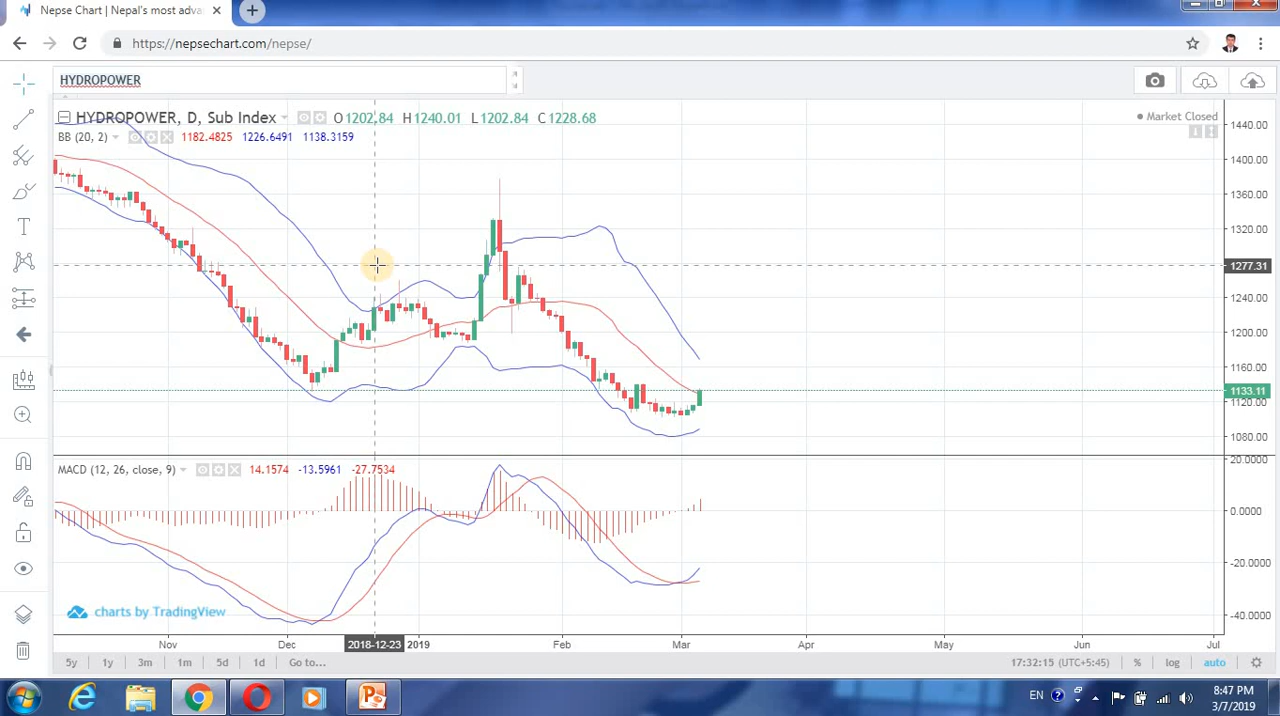 Nepse Chart | Nepal's most adva
https://nepsechart.com/nepse/
HYDROPOWER
HYDROPOWER, D, Sub Index O1202.84 H1240.01 L1202.84 C1228.68
Market Closed
BB (20, 2) 1182.4825 1226.6491 1138.3159
1440.00
1400.00
1360.00
1320.00
1277.31
1240.00
1200.00
1160.00
1133.11
1120.00
1080.00
MACD (12, 26, close, 9) 14.1574 -13.5961 -27.7534
20.0000
0.0000
-20.0000
-40.0000
charts by TradingView
Nov Dec 2018-12-23 2019 Feb Mar Apr May Jun Jul
5y 1y 3m 1m 5d 1d Go to... 17:32:15 (UTC+5:45) % log auto
EN 8:47 PM
3/7/2019